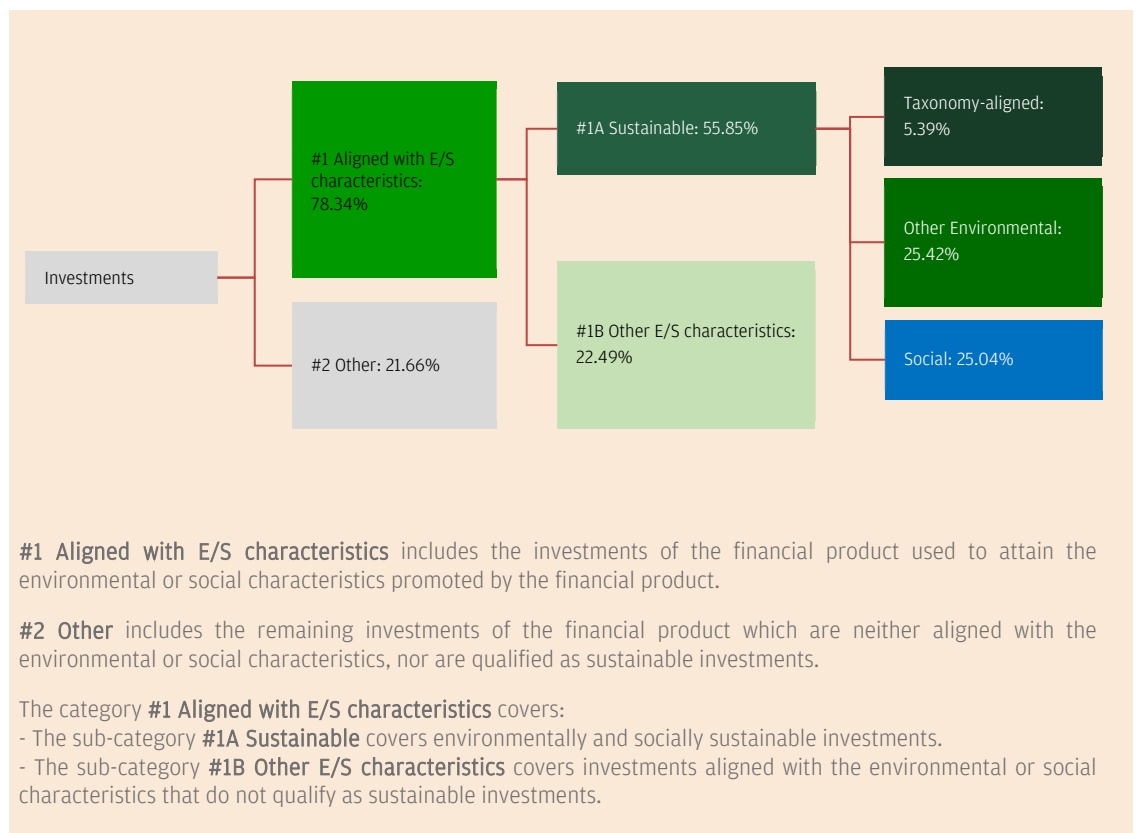 Investments
#1 Aligned with E/S
characteristics:
78.34%
#2 Other: 21.66%
#1A Sustainable: 55.85%
#1B Other E/S characteristics:
22.49%
Taxonomy-aligned:
5.39%
Other Environmental:
25.42%
Social: 25.04%
#1 Aligned with E/S characteristics includes the investments of the financial product used to attain the
environmental or social characteristics promoted by the financial product.
#2 Other includes the remaining investments of the financial product which are neither aligned with the
environmental or social characteristics, nor are qualified as sustainable investments.
The category #1 Aligned with E/S characteristics covers:
- The sub-category #1A Sustainable covers environmentally and socially sustainable investments.
- The sub-category #1B Other E/S characteristics covers investments aligned with the environmental or social
characteristics that do not qualify as sustainable investments.